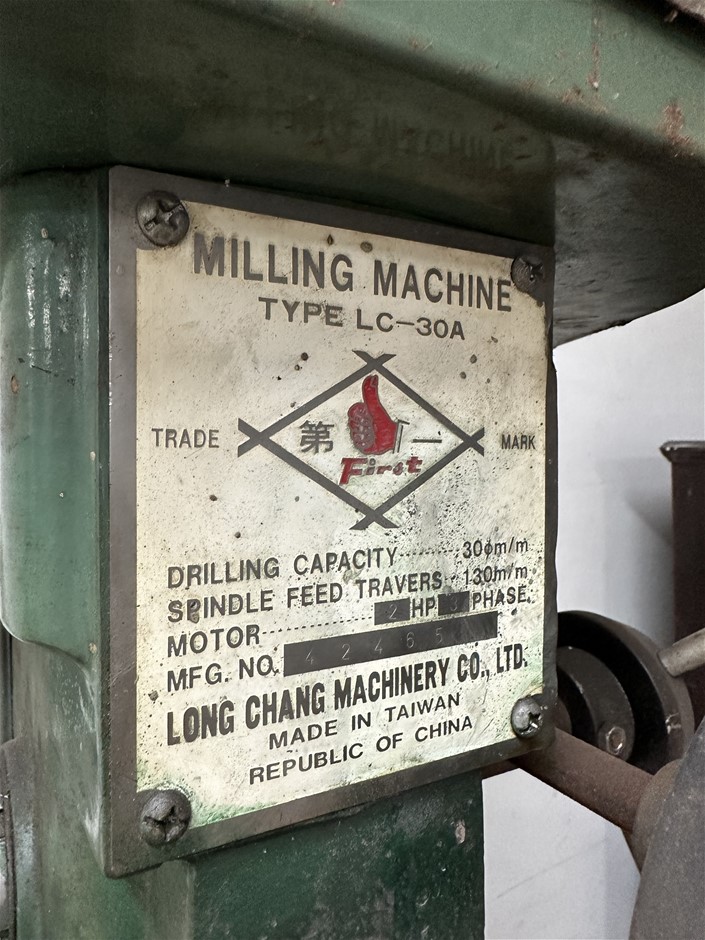 MILLING MACHINE
TYPE LC-30A
TRADE 第 一 MARK
First
DRILLING CAPACITY········30ϕm/m
SPINDLE FEED TRAVERS··130m/m
MOTOR················2 HP 3 PHASE.
MFG. NO. 42465
LONG CHANG MACHINERY CO., LTD.
MADE IN TAIWAN
REPUBLIC OF CHINA